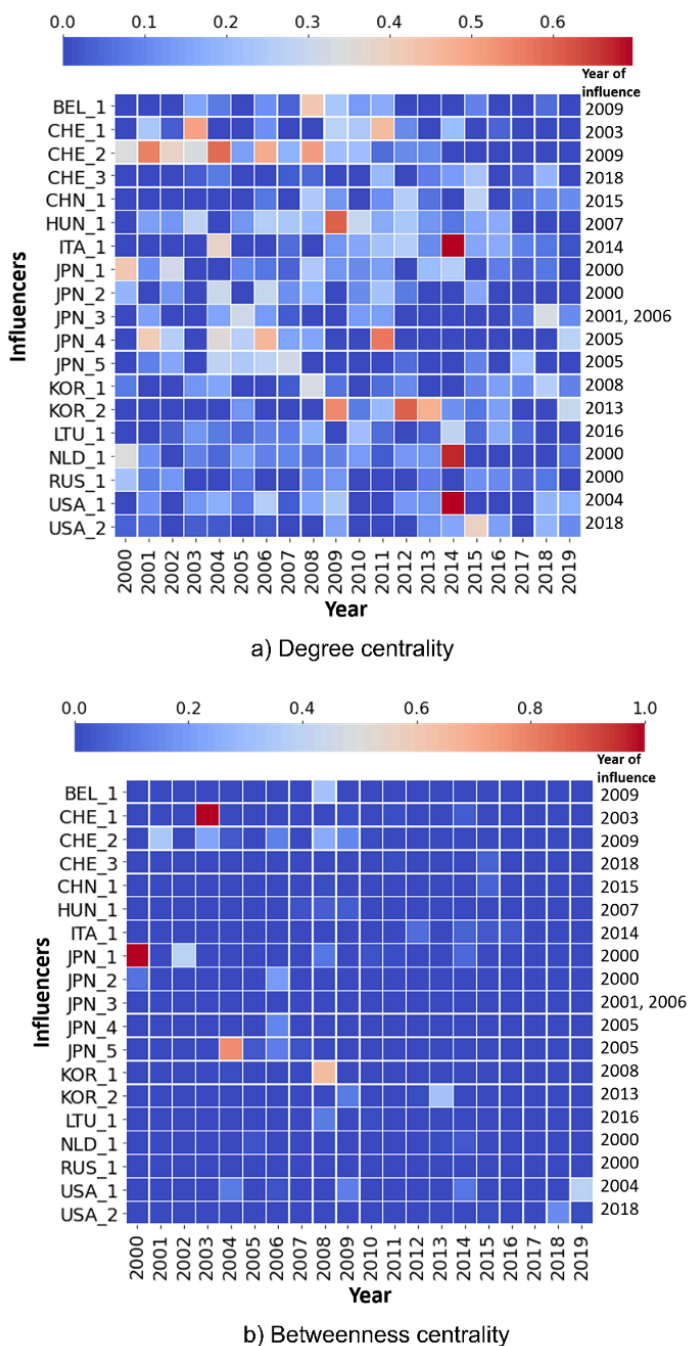 0.0 0.2 0.4 0.6
Year of
influence
BEL_1 2009
CHE_1 2003
CHE_2 2009
CHE_3 2018
CHN_1 2015
HUN_1 2007
ITA_1 2014
JPN_1 2000
JPN_2 2000
JPN_3 2001, 2006
JPN_4 2005
JPN_5 2005
KOR_1 2008
KOR_2 2013
LTU_1 2016
NLD_1 2000
RUS_1 2000
USA_1 2004
USA_2 2018
Influencers
2000 2001 2002 2003 2004 2005 2006 2007 2008 2009 2010 2011 2012 2013 2014 2015 2016 2017 2018 2019
Year
a) Degree centrality
0.0 0.2 0.4 0.6 0.8 1.0
Year of
influence
BEL_1 2009
CHE_1 2003
CHE_2 2009
CHE_3 2018
CHN_1 2015
HUN_1 2007
ITA_1 2014
JPN_1 2000
JPN_2 2000
JPN_3 2001, 2006
JPN_4 2005
JPN_5 2005
KOR_1 2008
KOR_2 2013
LTU_1 2016
NLD_1 2000
RUS_1 2000
USA_1 2004
USA_2 2018
Influencers
2000 2001 2002 2003 2004 2005 2006 2007 2008 2009 2010 2011 2012 2013 2014 2015 2016 2017 2018 2019
Year
b) Betweenness centrality